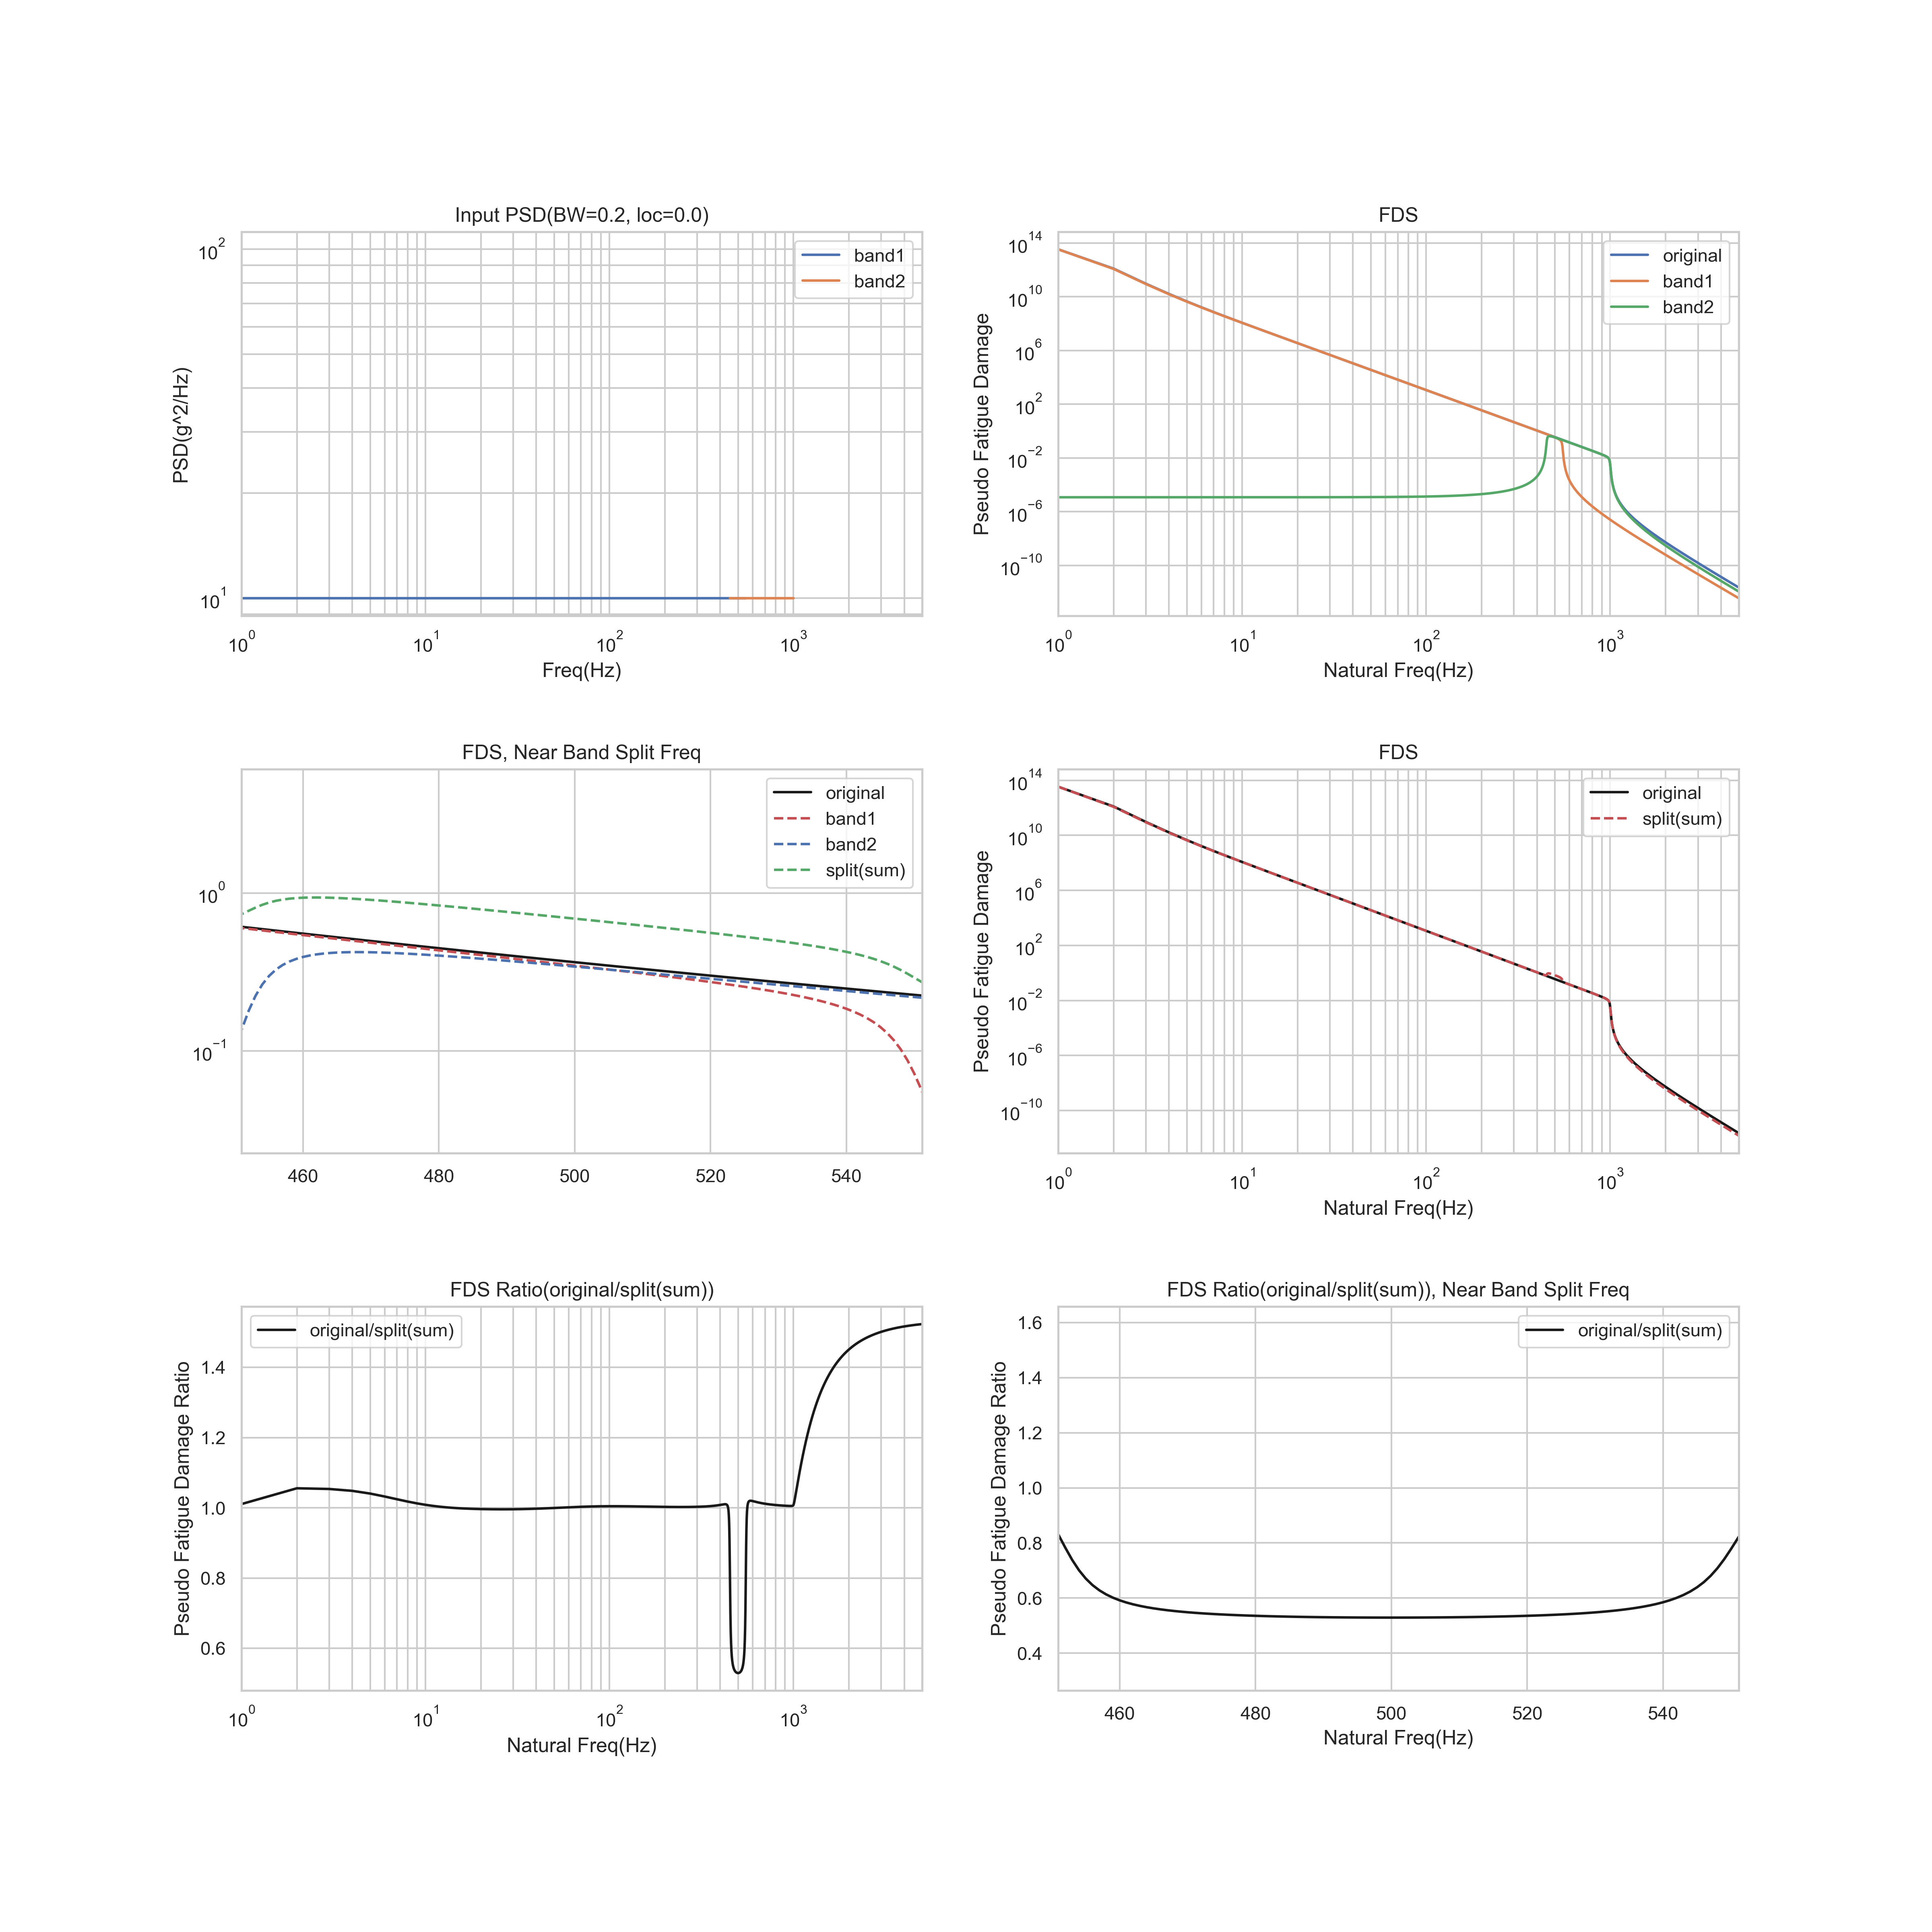 Input PSD(BW=0.2, loc=0.0)
PSD(g^2/Hz)
10^2
10^1
band1
band2
10^0
10^1
10^2
10^3
Freq(Hz)
FDS
Pseudo Fatigue Damage
10^14
10^10
10^6
10^2
10^−2
10^−6
10^−10
original
band1
band2
10^0
10^1
10^2
10^3
Natural Freq(Hz)
FDS, Near Band Split Freq
10^0
10^−1
original
band1
band2
split(sum)
460
480
500
520
540
FDS
Pseudo Fatigue Damage
10^14
10^10
10^6
10^2
10^−2
10^−6
10^−10
original
split(sum)
10^0
10^1
10^2
10^3
Natural Freq(Hz)
FDS Ratio(original/split(sum))
Pseudo Fatigue Damage Ratio
1.4
1.2
1.0
0.8
0.6
original/split(sum)
10^0
10^1
10^2
10^3
Natural Freq(Hz)
FDS Ratio(original/split(sum)), Near Band Split Freq
Pseudo Fatigue Damage Ratio
1.6
1.4
1.2
1.0
0.8
0.6
0.4
original/split(sum)
460
480
500
520
540
Natural Freq(Hz)